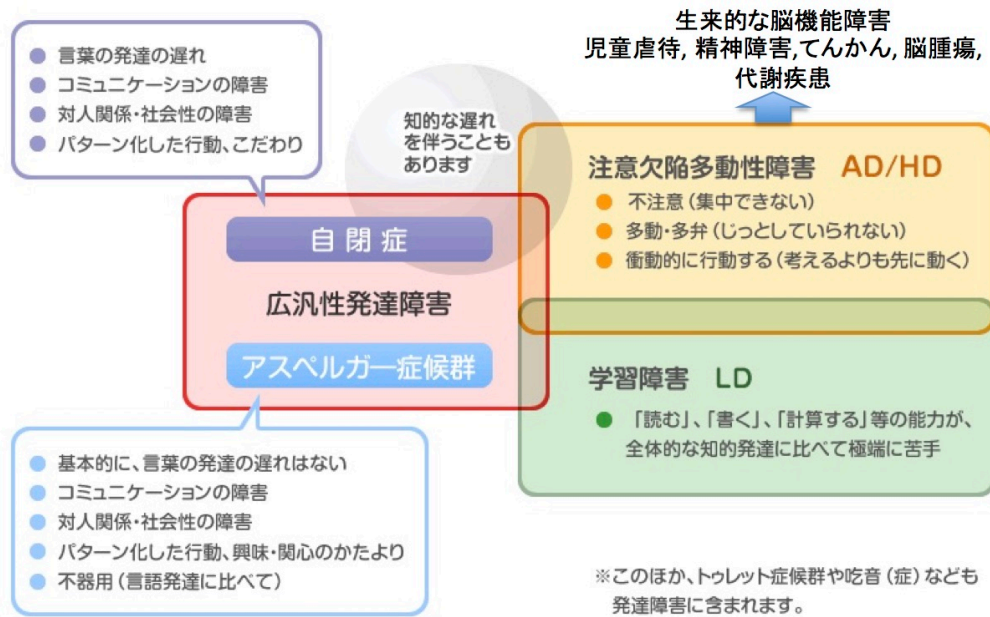 生来的な脳機能障害
児童虐待, 精神障害,てんかん, 脳腫瘍,
代謝疾患
● 言葉の発達の遅れ
● コミュニケーションの障害
● 対人関係・社会性の障害
● パターン化した行動、こだわり
知的な遅れ
を伴うことも
あります
注意欠陥多動性障害 AD/HD
● 不注意(集中できない)
● 多動・多弁(じっとしていられない)
● 衝動的に行動する(考えるよりも先に動く)
自閉症
広汎性発達障害
アスペルガー症候群
学習障害 LD
● 「読む」、「書く」、「計算する」等の能力が、
全体的な知的発達に比べて極端に苦手
● 基本的に、言葉の発達の遅れはない
● コミュニケーションの障害
● 対人関係・社会性の障害
● パターン化した行動、興味・関心のかたより
● 不器用(言語発達に比べて)
※このほか、トゥレット症候群や吃音(症)なども
発達障害に含まれます。